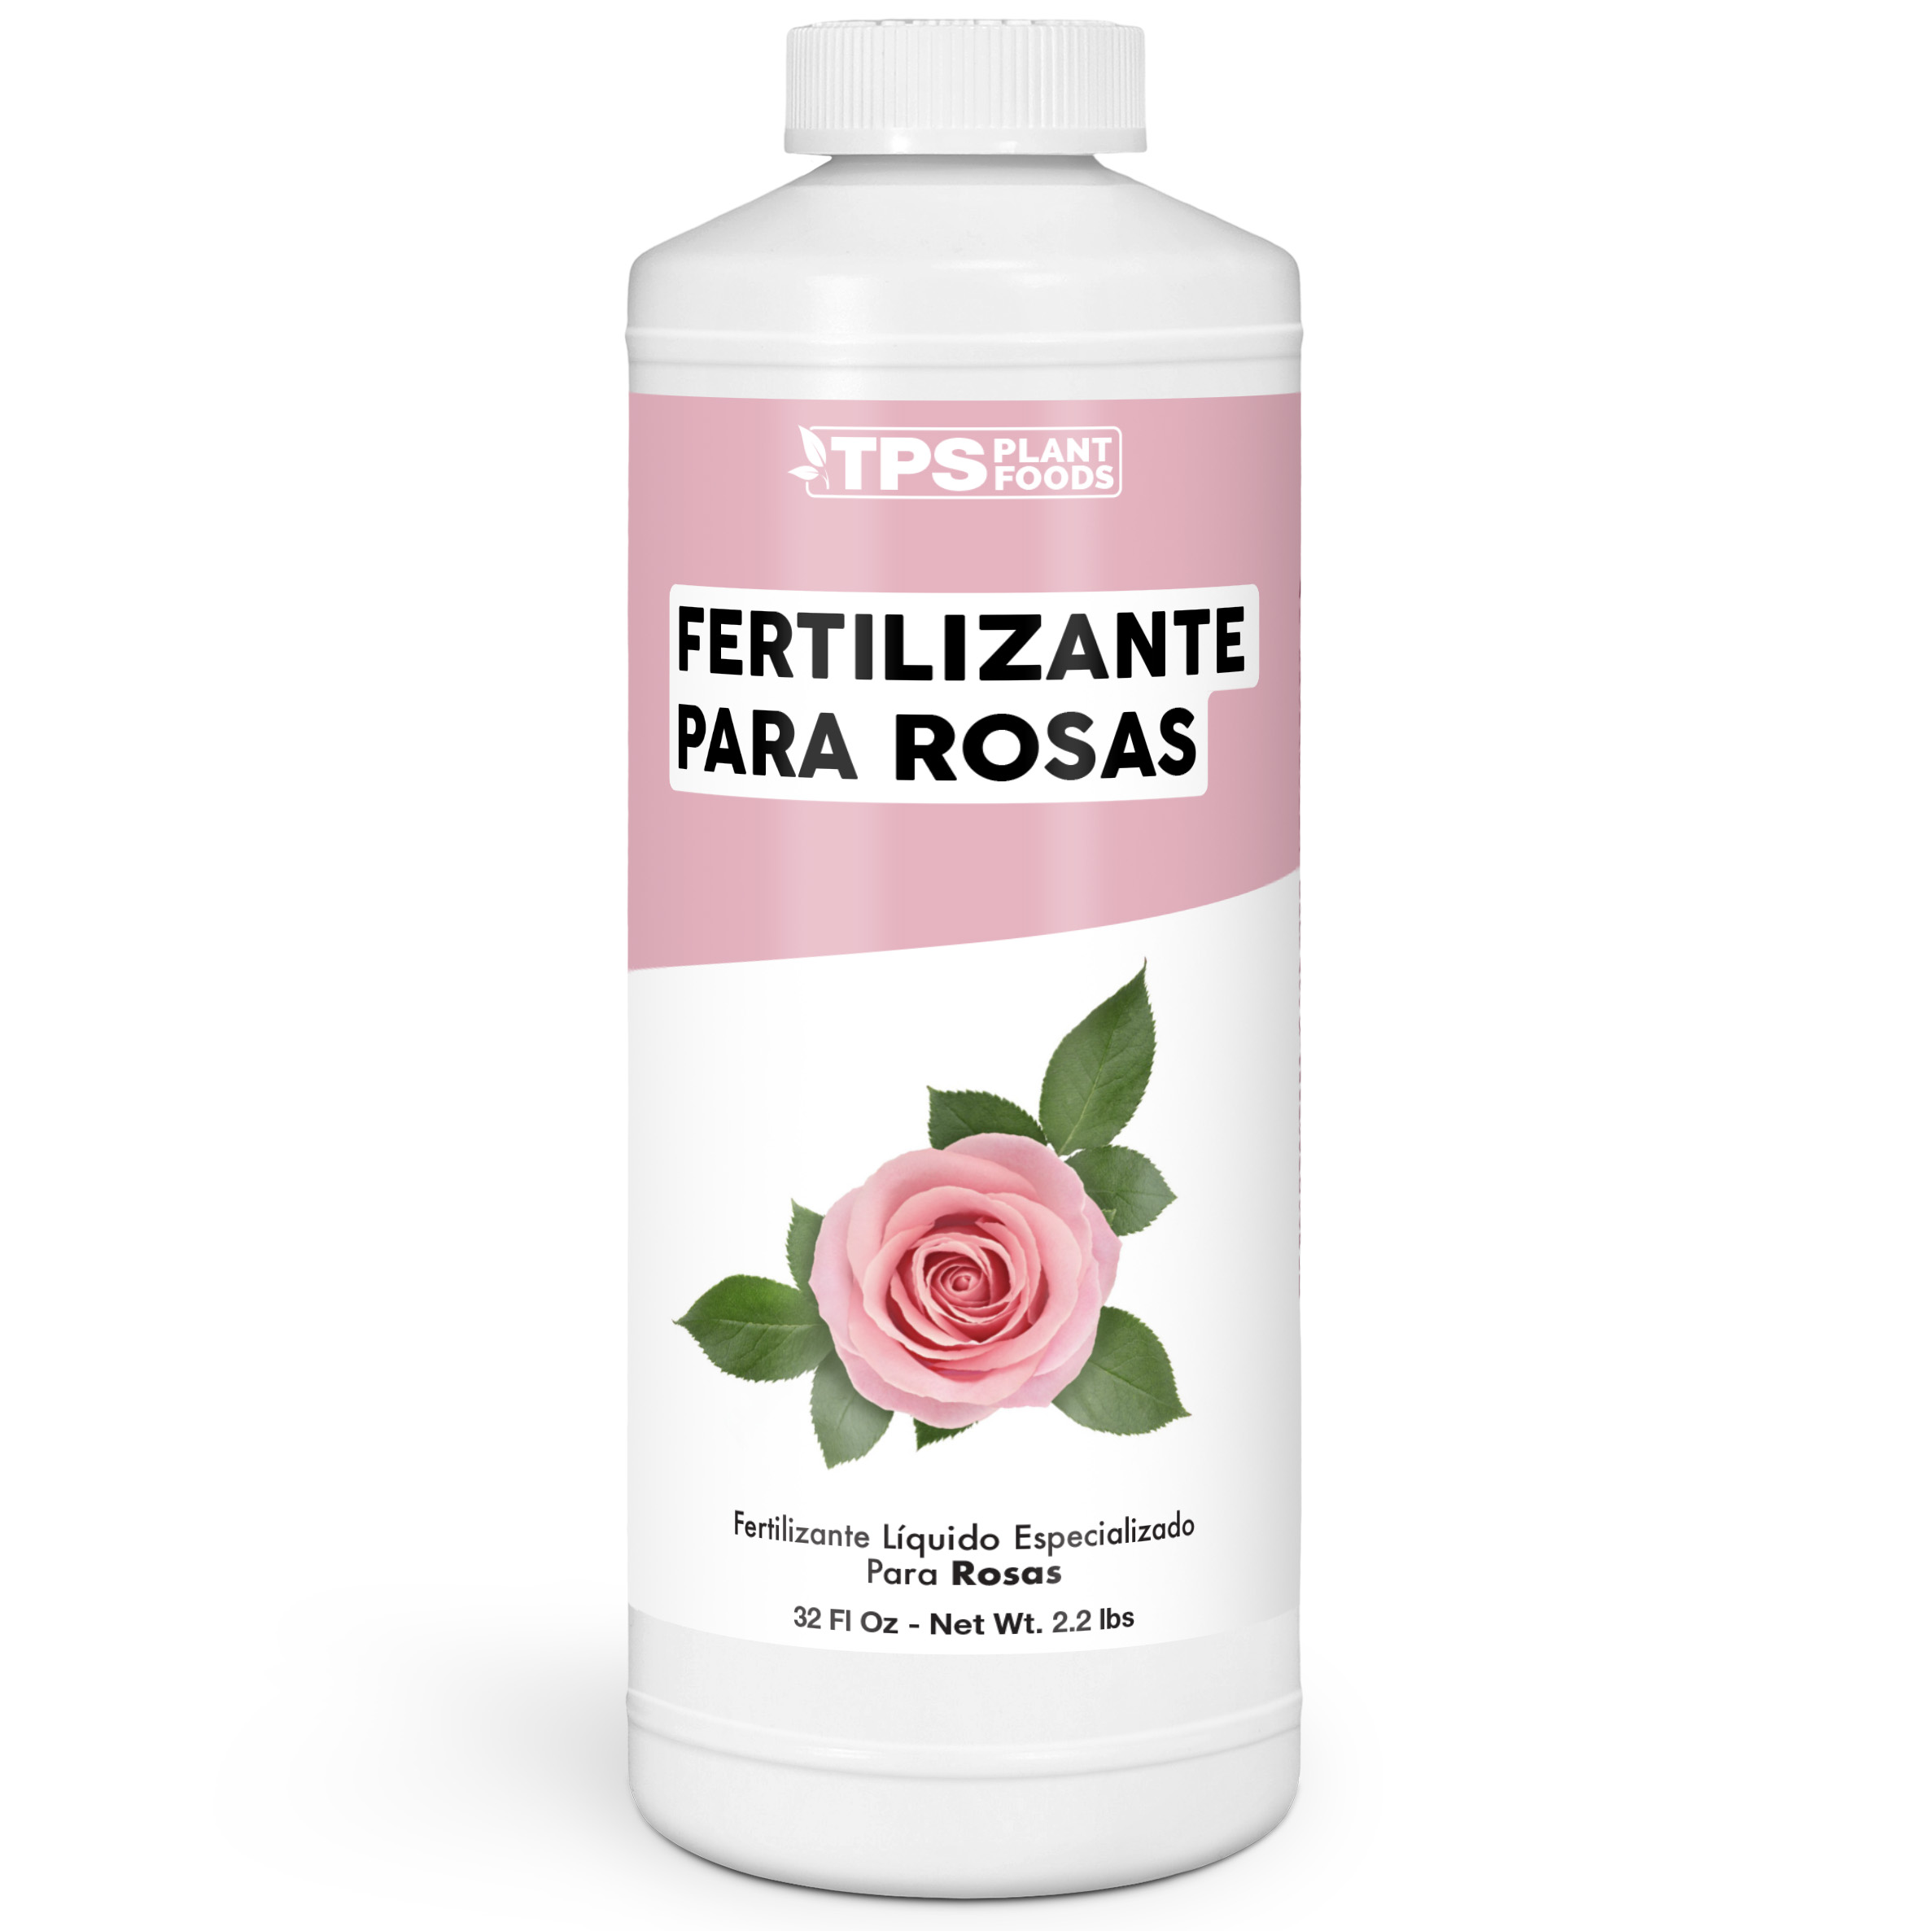 TPS PLANT FOODS
FERTILIZANTE
PARA ROSAS
Fertilizante Líquido Especializado
Para Rosas
32 Fl Oz - Net Wt. 2.2 lbs